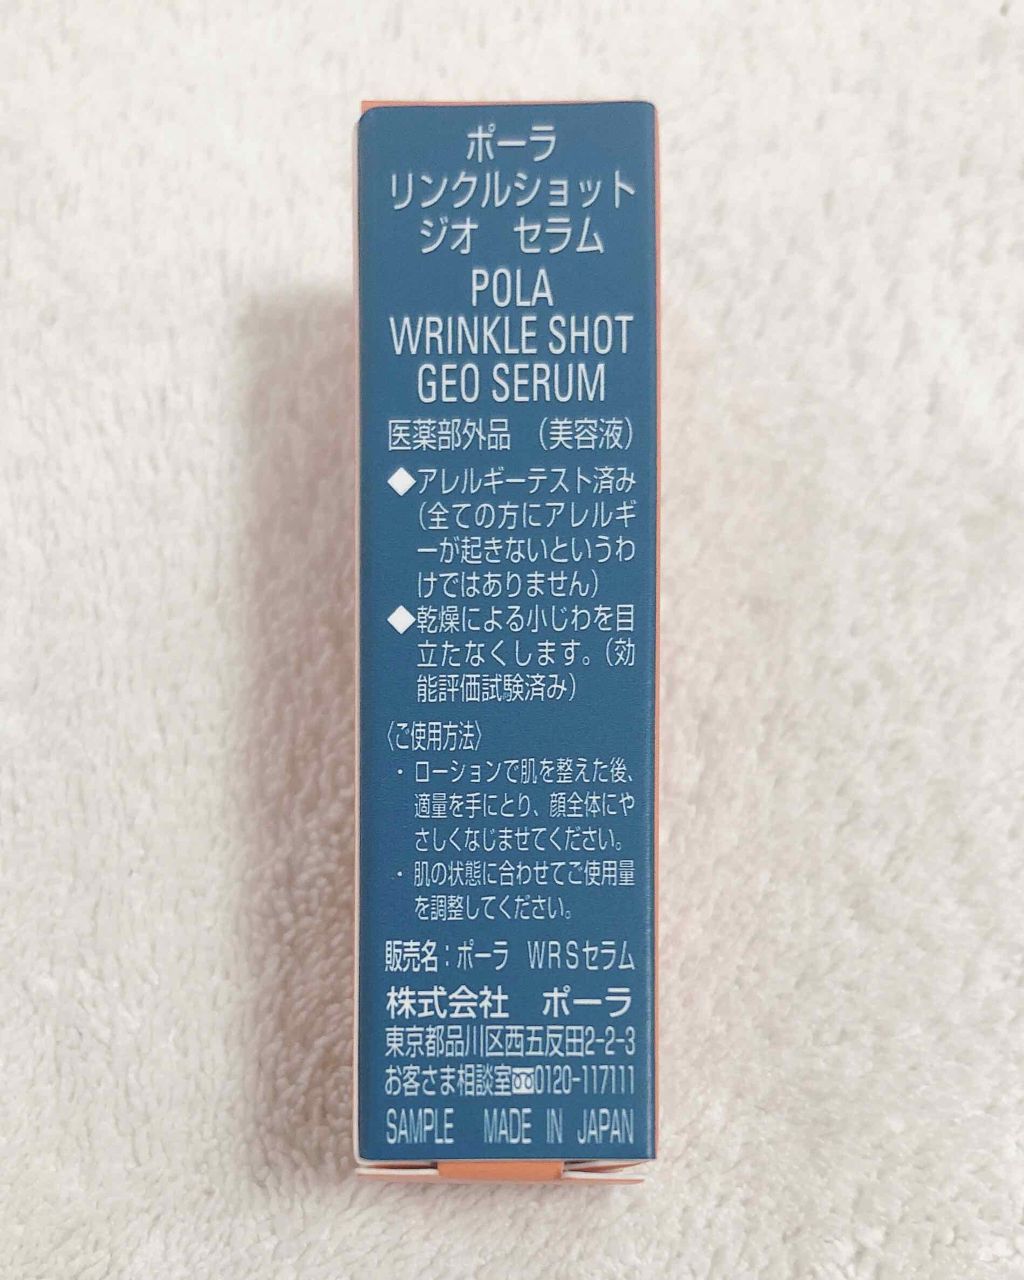 ポーラ
リンクルショット
ジオ　セラム
POLA
WRINKLE SHOT
GEO SERUM
医薬部外品　（美容液）
◆アレルギーテスト済み
（全ての方にアレルギ
ーが起きないというわ
けではありません）
◆乾燥による小じわを目
立たなくします。（効
能評価試験済み）
〈ご使用方法〉
・ローションで肌を整えた後、
適量を手にとり、顔全体にや
さしくなじませてください。
・肌の状態に合わせてご使用量
を調整してください。
販売名：ポーラ　WRSセラム
株式会社　ポーラ
東京都品川区西五反田2-2-3
お客さま相談室0120-117111
SAMPLE　MADE IN JAPAN